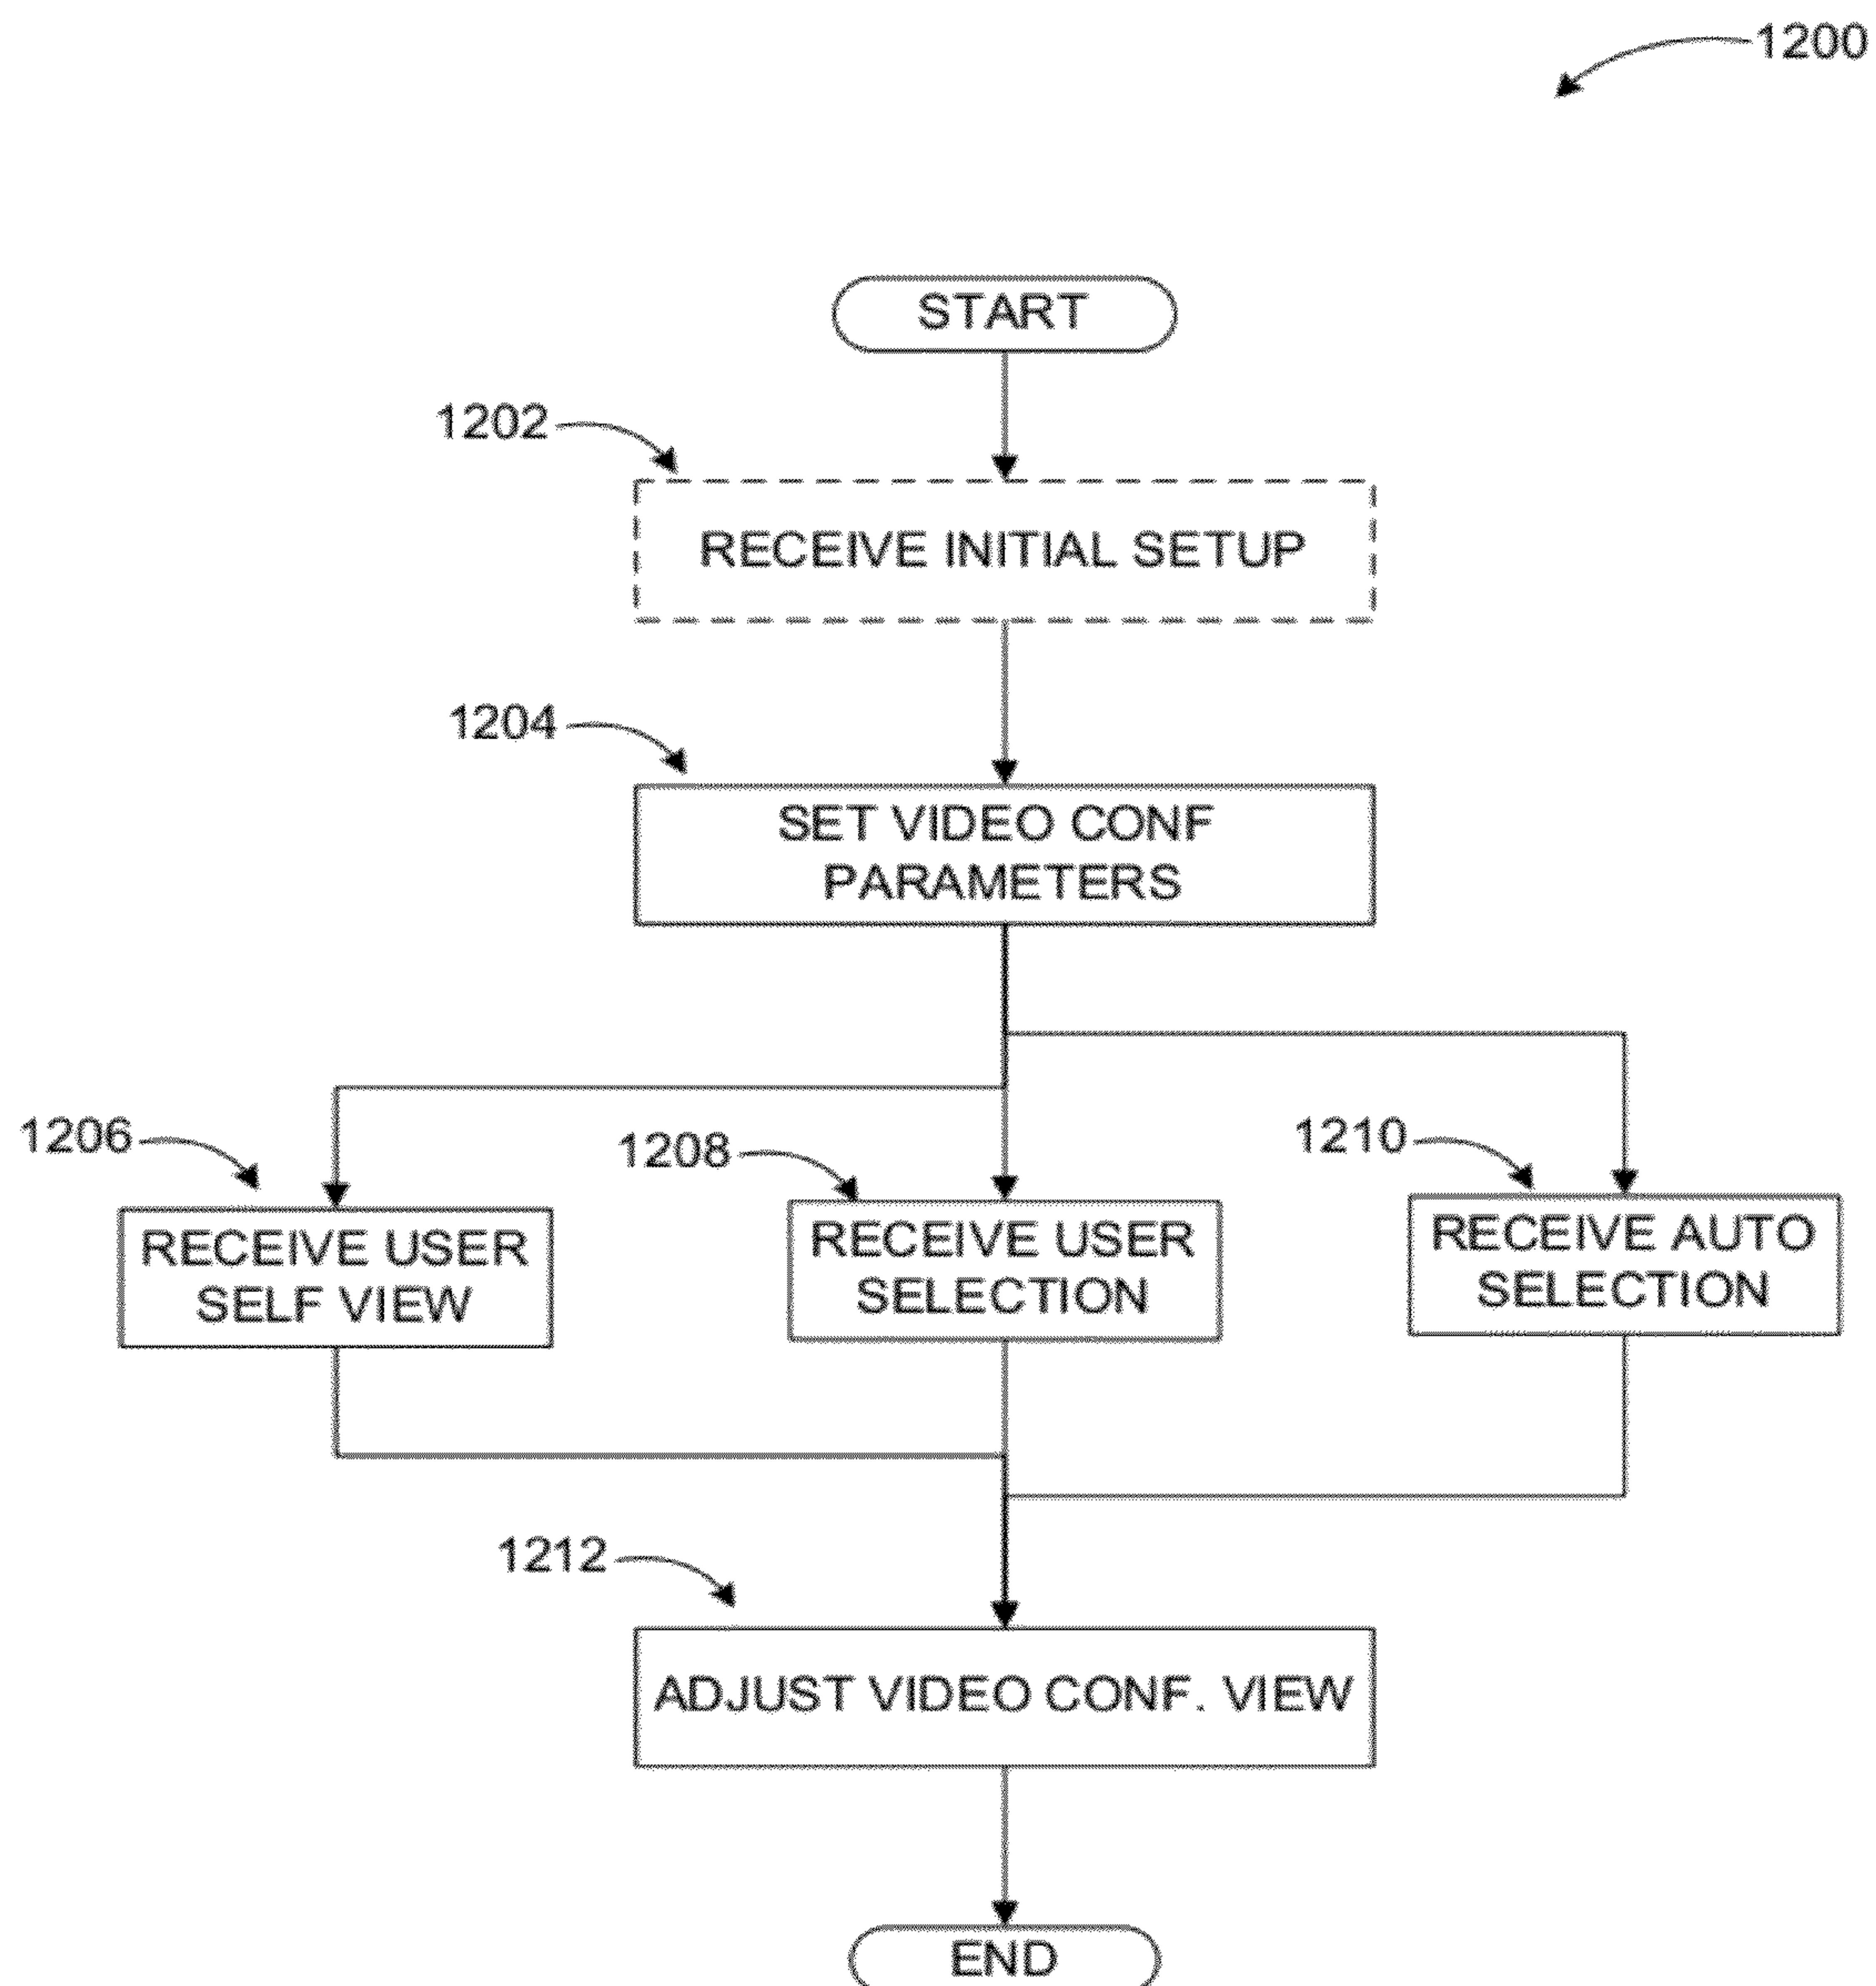 1200
START
1202
RECEIVE INITIAL SETUP
1204
SET VIDEO CONF
PARAMETERS
1206
RECEIVE USER
SELF VIEW
1208
RECEIVE USER
SELECTION
1210
RECEIVE AUTO
SELECTION
1212
ADJUST VIDEO CONF. VIEW
END